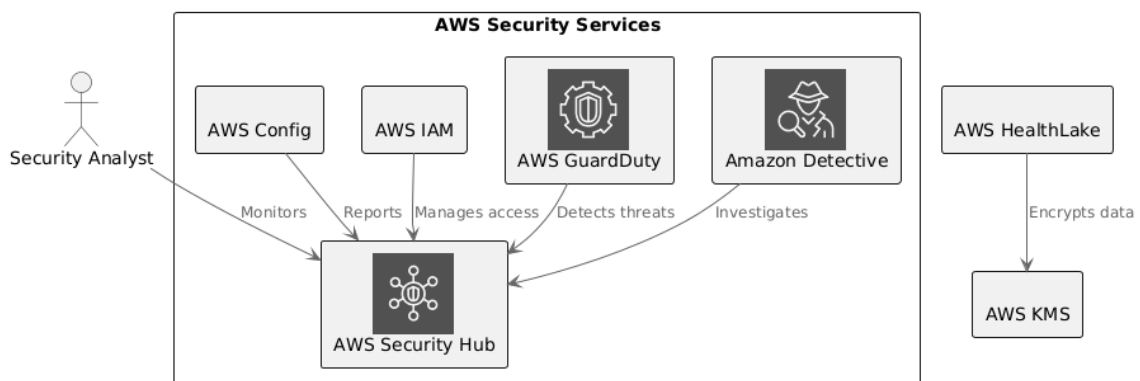 AWS Security Services
AWS Config
AWS IAM
AWS GuardDuty
Amazon Detective
AWS HealthLake
Security Analyst
Monitors
Reports
Manages access
Detects threats
Investigates
Encrypts data
AWS Security Hub
AWS KMS